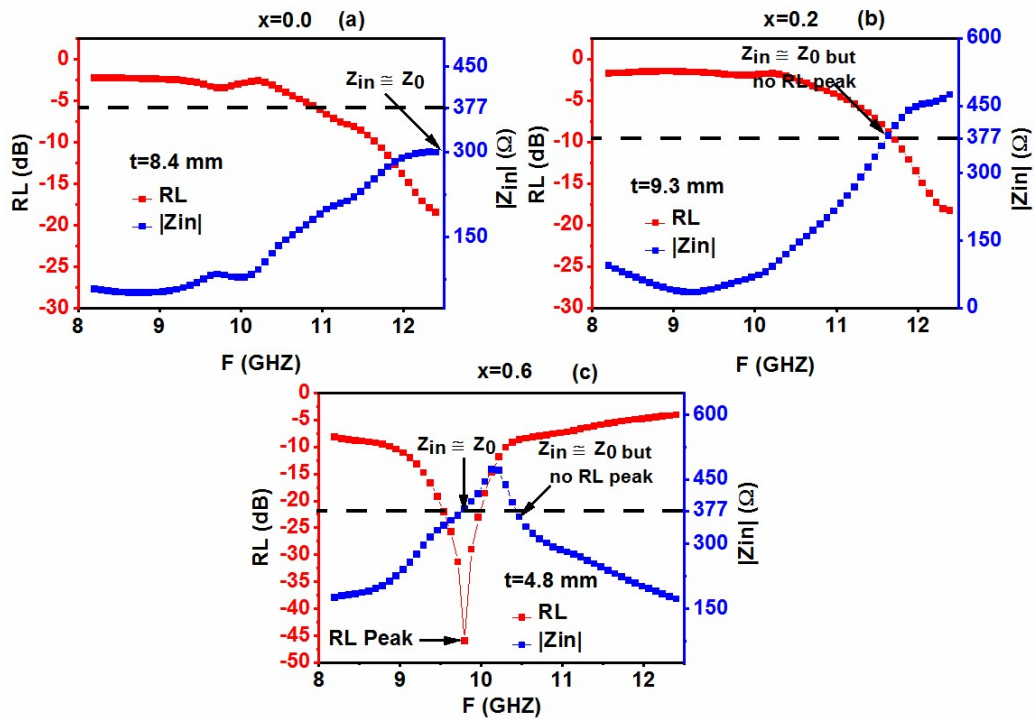 x=0.0 (a)
0
-5
-10
-15
-20
-25
-30
RL (dB)
450
377
300
150
|Zin| (Ω)
Zin ≅ Z0
t=8.4 mm
RL
|Zin|
8 9 10 11 12
F (GHZ)
x=0.2 (b)
0
-5
-10
-15
-20
-25
-30
RL (dB)
600
450
377
300
150
0
|Zin| (Ω)
Zin ≅ Z0 but
no RL peak
t=9.3 mm
RL
|Zin|
8 9 10 11 12
F (GHZ)
x=0.6 (c)
0
-5
-10
-15
-20
-25
-30
-35
-40
-45
-50
RL (dB)
600
450
377
300
150
|Zin| (Ω)
Zin ≅ Z0
Zin ≅ Z0 but
no RL peak
t=4.8 mm
RL
|Zin|
RL Peak
8 9 10 11 12
F (GHZ)